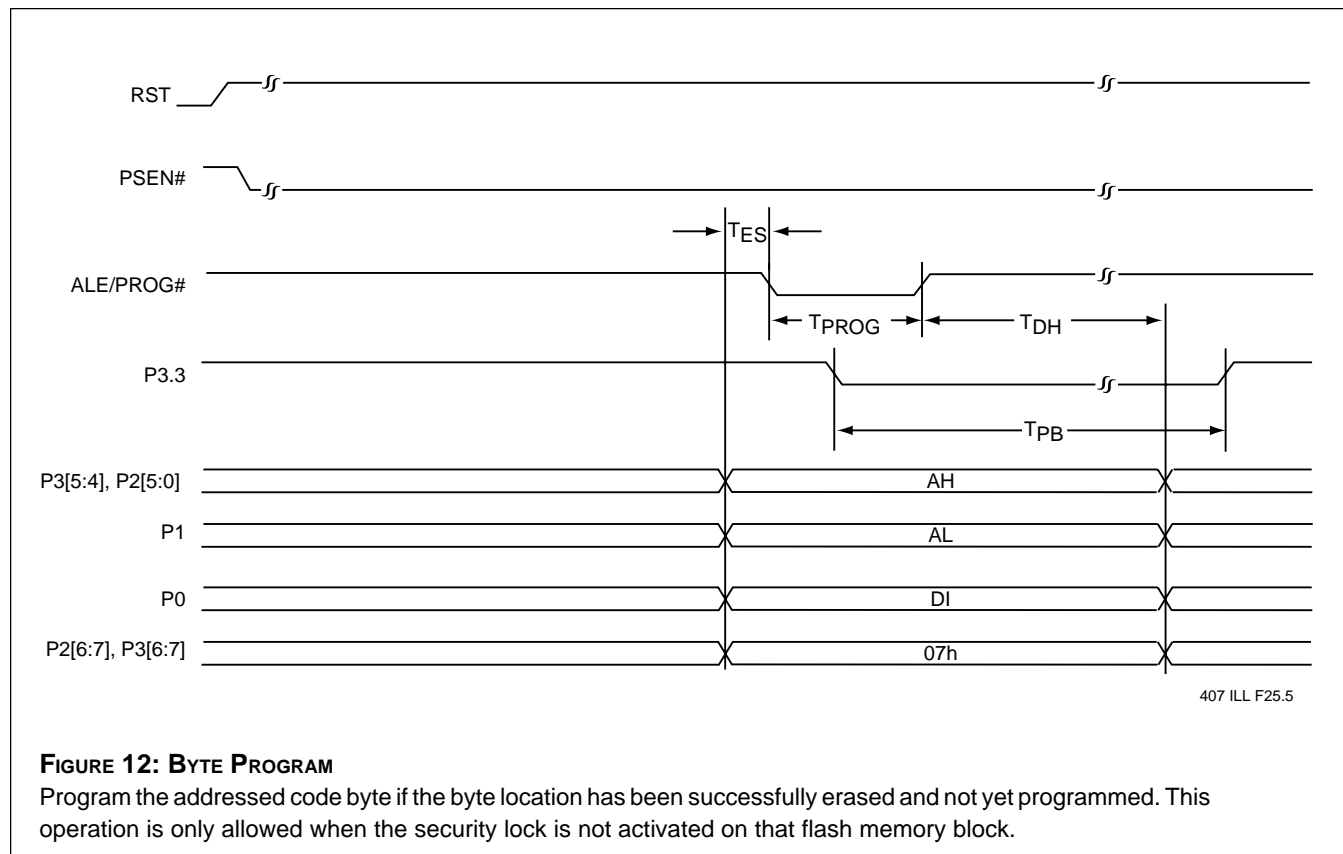 RST
PSEN#
TES
ALE/PROG#
TPROG TDH
P3.3
TPB
P3[5:4], P2[5:0] AH
P1 AL
P0 DI
P2[6:7], P3[6:7] 07h
407 ILL F25.5
FIGURE 12: BYTE PROGRAM
Program the addressed code byte if the byte location has been successfully erased and not yet programmed. This
operation is only allowed when the security lock is not activated on that flash memory block.